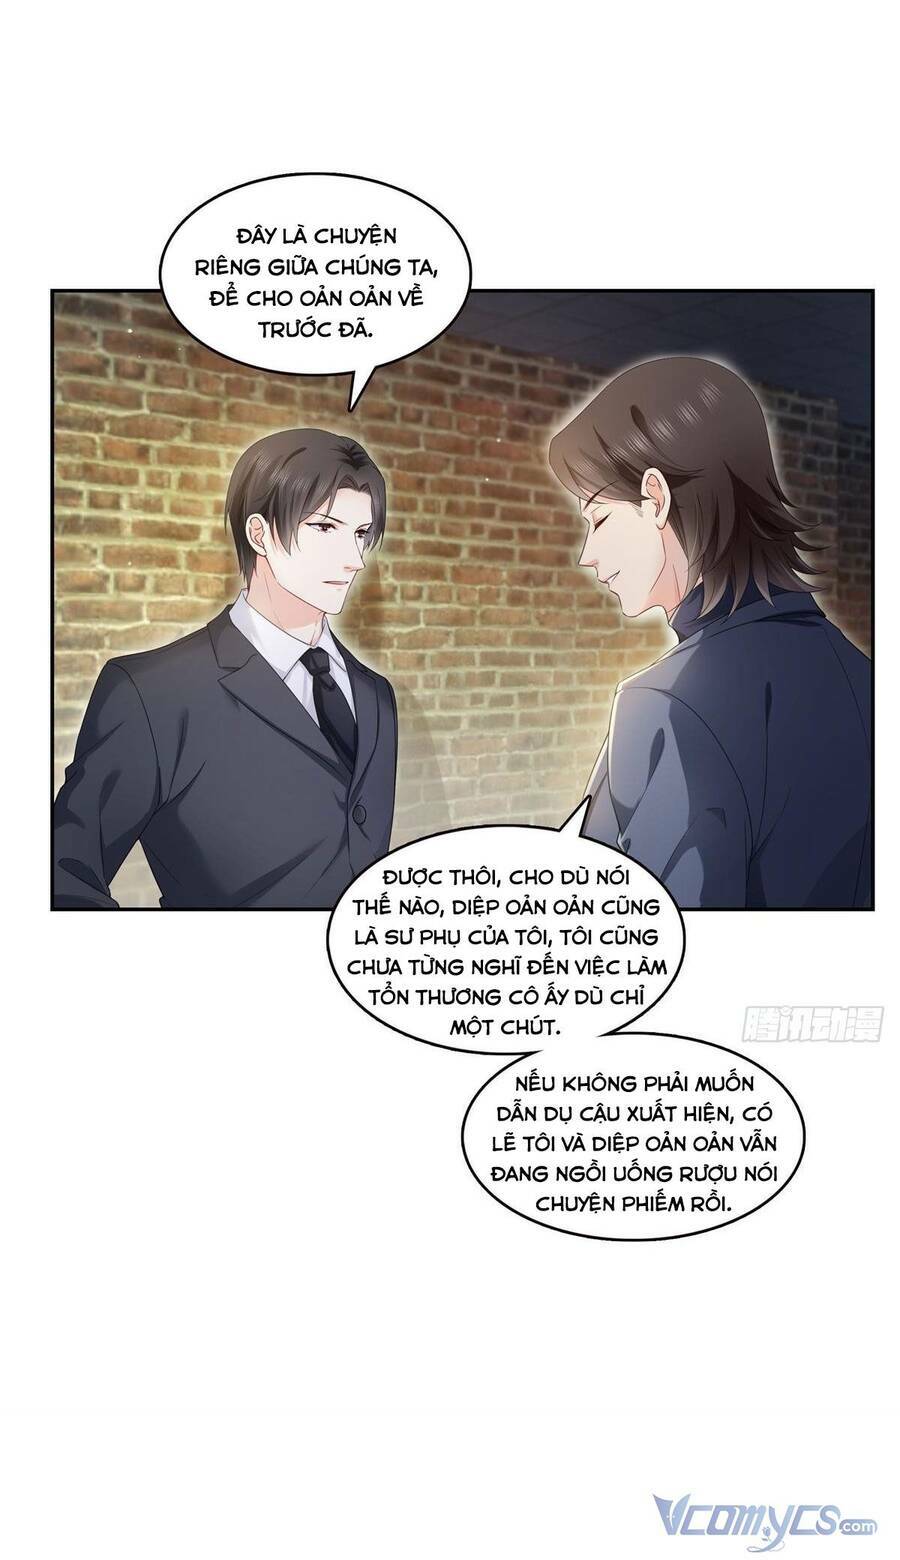 ĐÂY LÀ CHUYỆN
RIÊNG GIỮA CHÚNG TA,
ĐỂ CHO OẢN OẢN VỀ
TRƯỚC ĐÃ.
ĐƯỢC THÔI, CHO DÙ NÓI
THẾ NÀO, DIỆP OẢN OẢN CŨNG
LÀ SƯ PHỤ CỦA TÔI, TÔI CŨNG
CHƯA TỪNG NGHĨ ĐẾN VIỆC LÀM
TỔN THƯƠNG CÔ ẤY DÙ CHỈ
MỘT CHÚT.
腾讯动漫
NẾU KHÔNG PHẢI MUỐN
DẪN DỤ CẬU XUẤT HIỆN, CÓ
LẼ TÔI VÀ DIỆP OẢN OẢN VẪN
ĐANG NGỒI UỐNG RƯỢU NÓI
CHUYỆN PHIẾM RỒI.
VCOMYCS.com